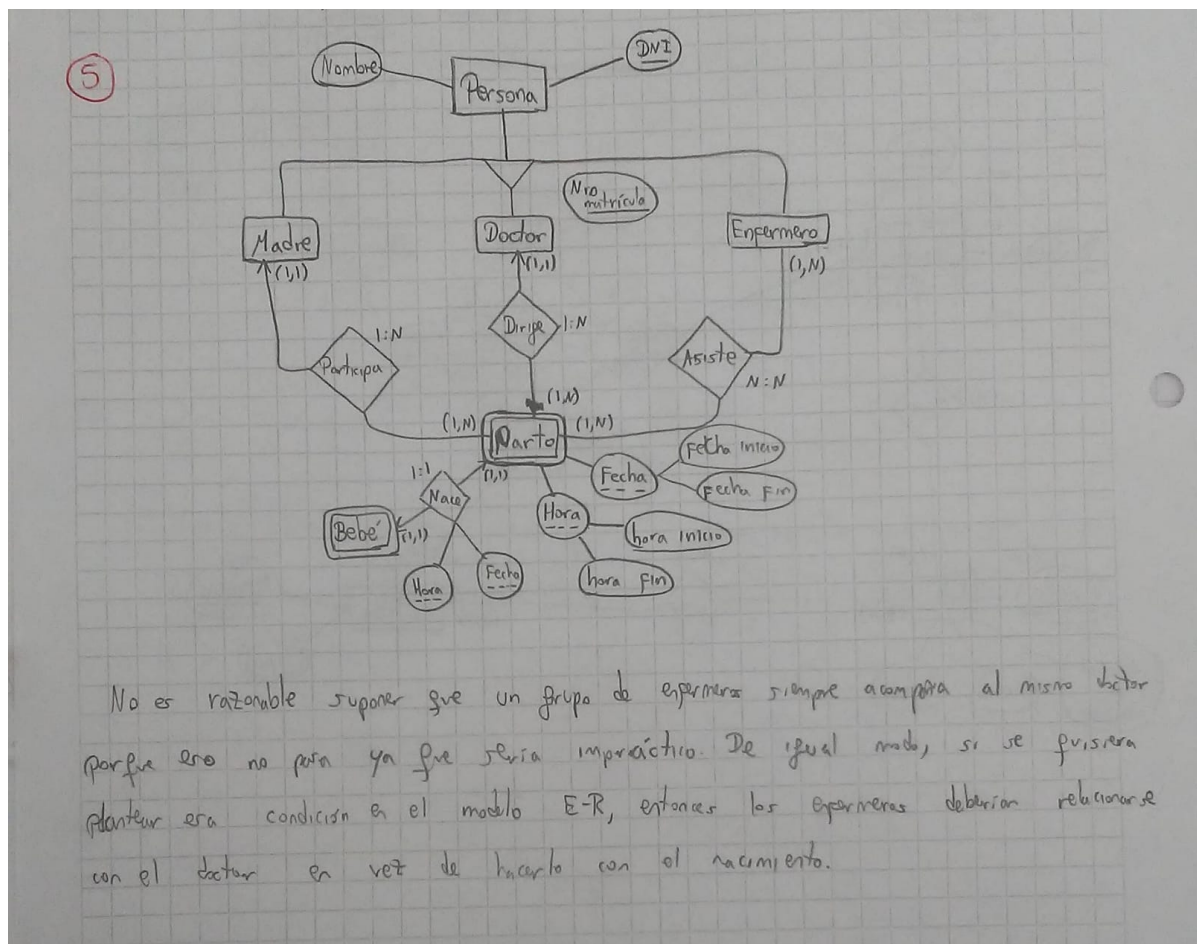 5
Nombre
DNI
Persona
Nro matrícula
Madre
Doctor
Enfermero
(1,1)
(1,1)
(1,N)
1:N
Dirige
1:N
Participa
Asiste
N:N
(1,N)
(1,N)
(1,N)
Parto
Fecha inicio
1:1
(1,1)
Fecha
Fecha Fin
Nace
Hora
Bebé
(1,1)
hora inicio
Hora
Fecha
hora Fin
No es razonable suponer que un grupo de enfermeros siempre acompaña al mismo doctor
porque eso no pasa ya que sería impráctico. De igual modo, si se quisiera
plantear esa condición en el modelo E-R, entonces los enfermeros deberían relacionarse
con el doctor en vez de hacerlo con el nacimiento.